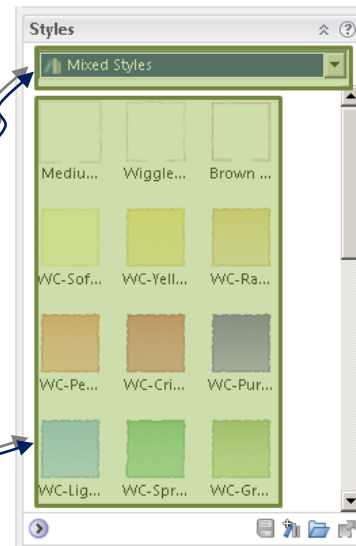 Styles
Mixed Styles
Mediu... Wiggle... Brown ...
WC-Sof... WC-Yell... WC-Ra...
WC-Pe... WC-Cri... WC-Pur...
WC-Lig... WC-Spr... WC-Gr...